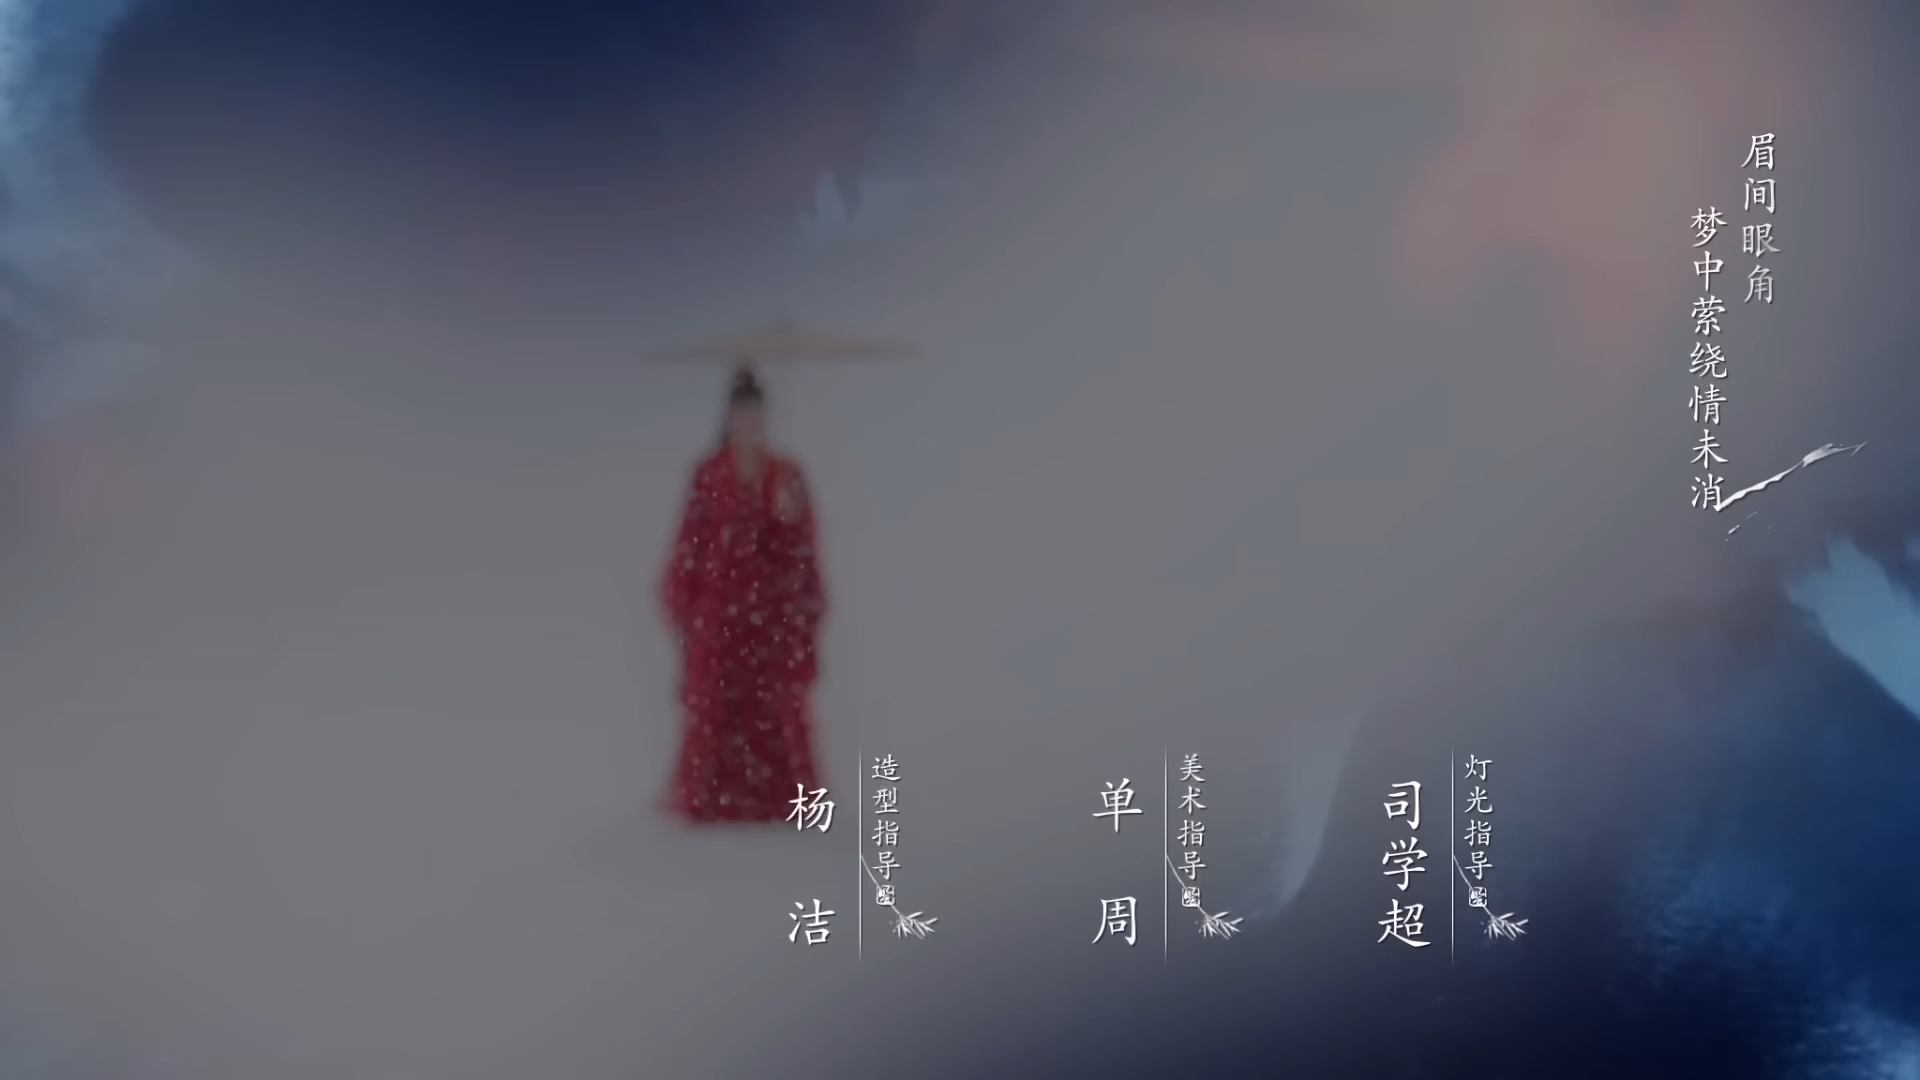 眉间眼角
梦中萦绕情未消
灯光指导
司学超
美术指导
单周
造型指导
杨洁